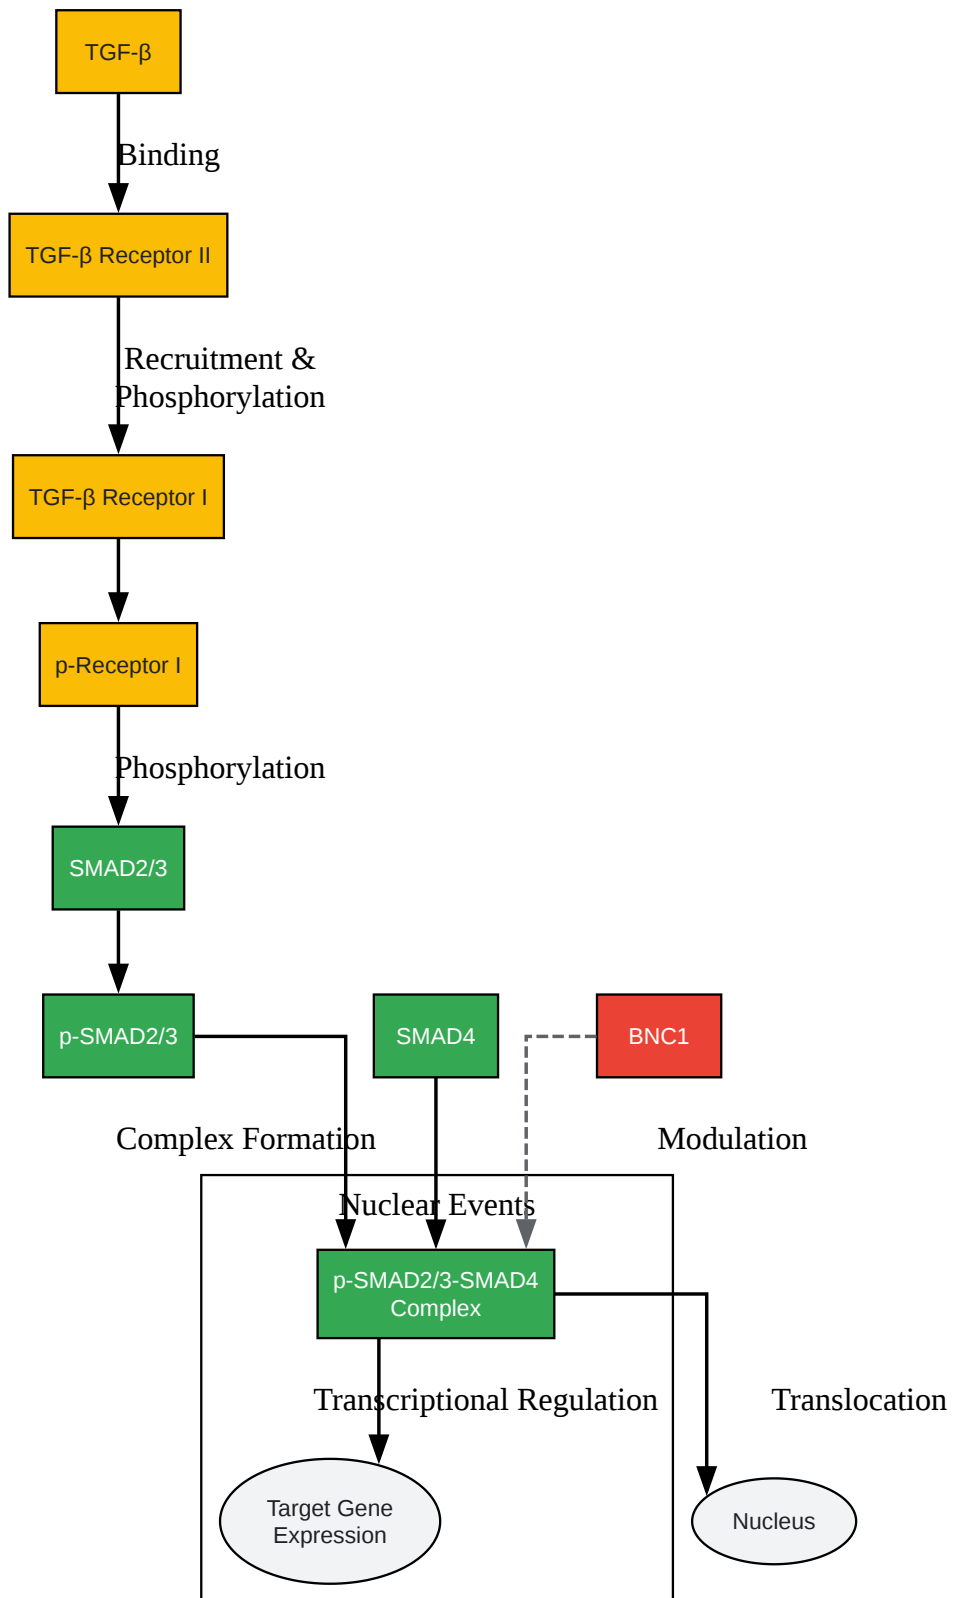 TGF-β
Binding
TGF-β Receptor II
Recruitment &
Phosphorylation
TGF-β Receptor I
p-Receptor I
Phosphorylation
SMAD2/3
p-SMAD2/3
SMAD4
BNC1
Complex Formation
Modulation
Nuclear Events
p-SMAD2/3-SMAD4
Complex
Transcriptional Regulation
Translocation
Target Gene
Expression
Nucleus